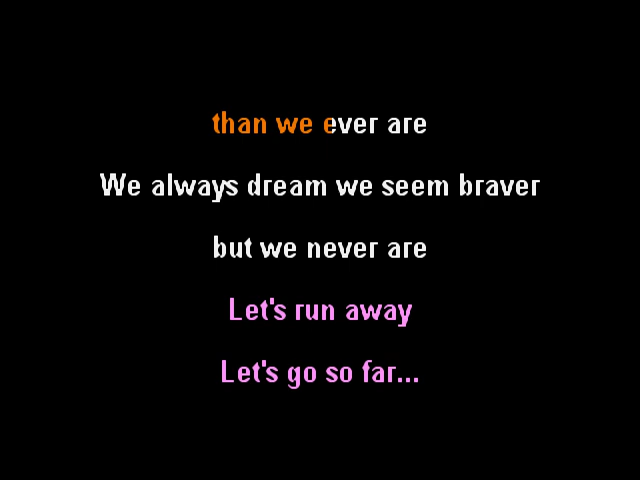 than we ever are
We always dream we seem braver
but we never are
Let's run away
Let's go so far...